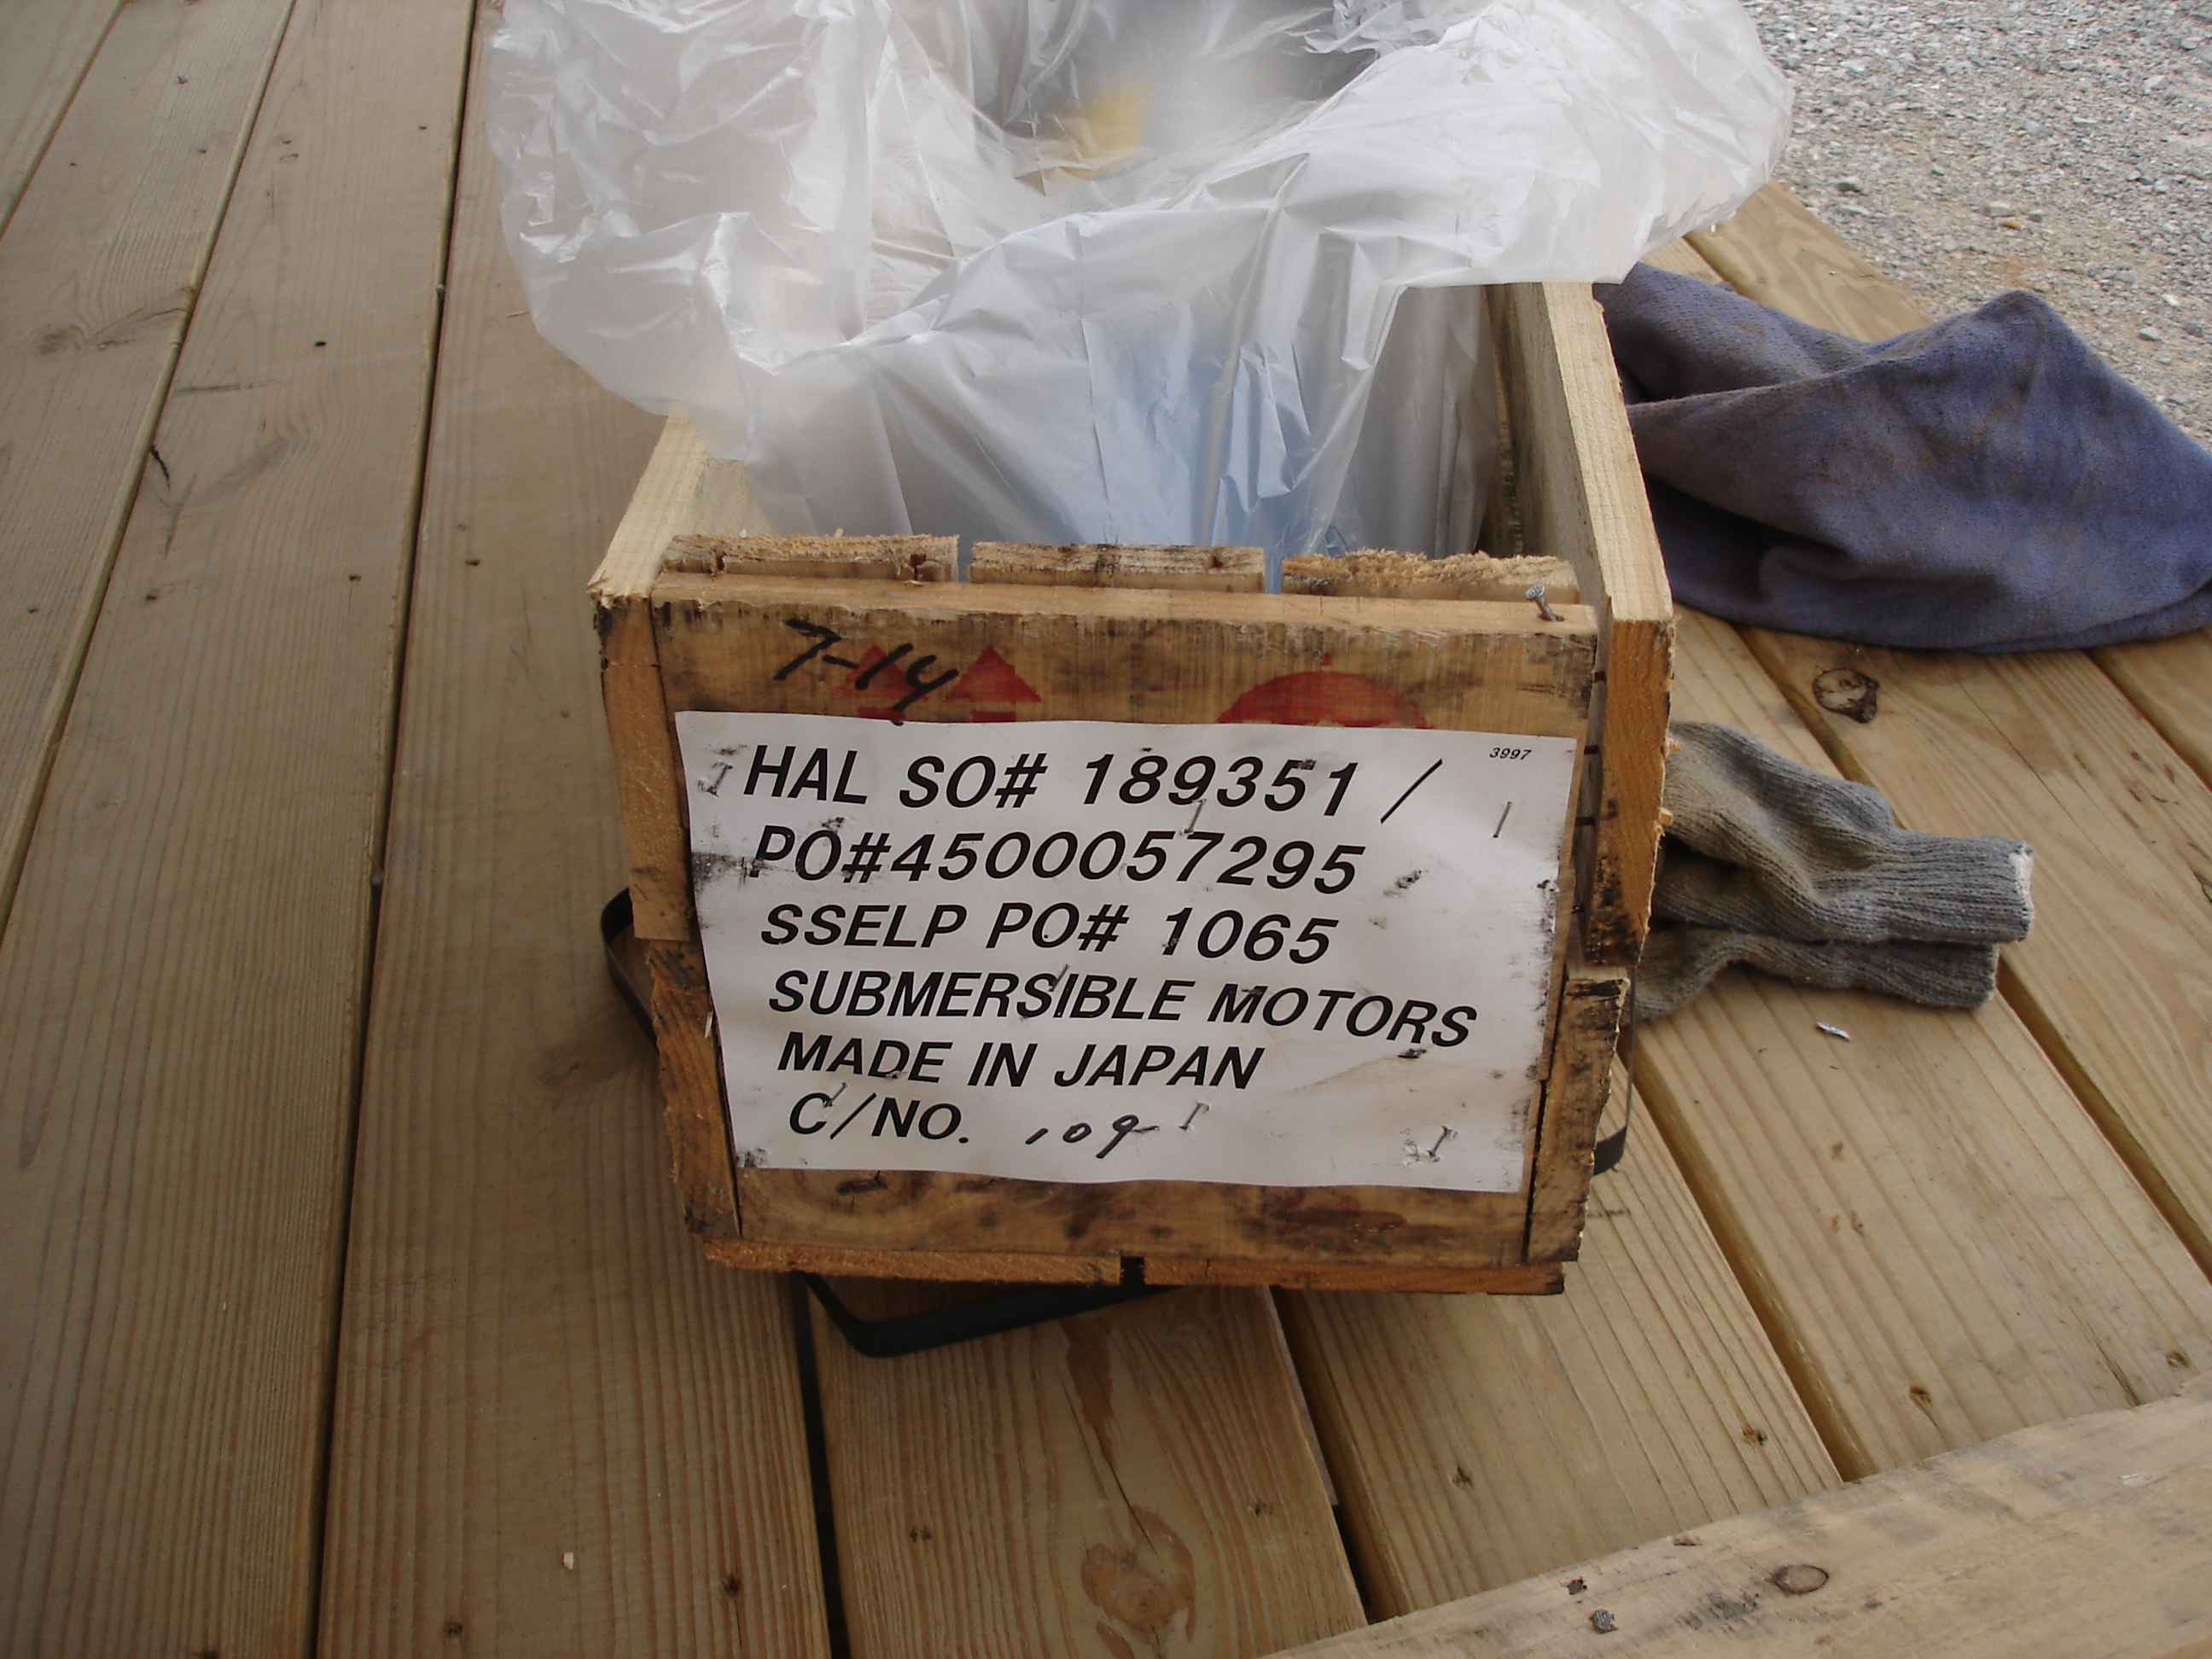 7-14
3997
HAL SO# 189351 /
PO#4500057295
SSELP PO# 1065
SUBMERSIBLE MOTORS
MADE IN JAPAN
C/NO. 109